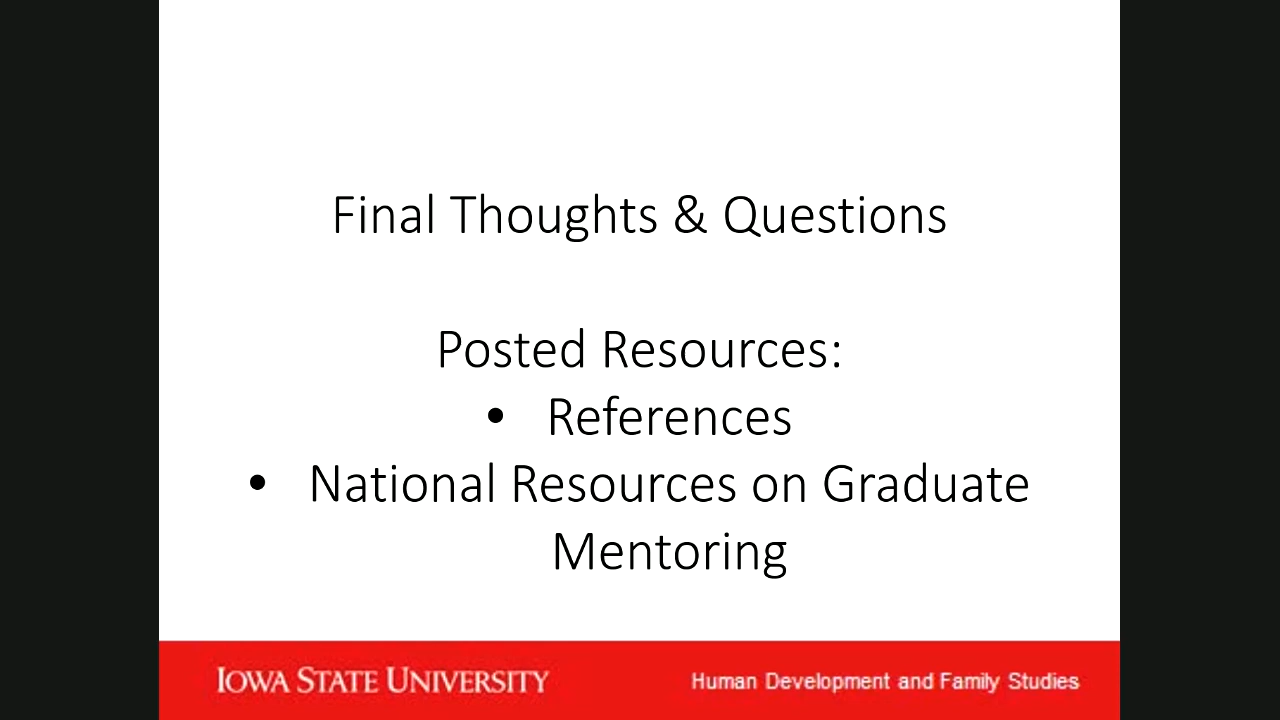 Final Thoughts & Questions
Posted Resources:
• References
• National Resources on Graduate
Mentoring
IOWA STATE UNIVERSITY
Human Development and Family Studies